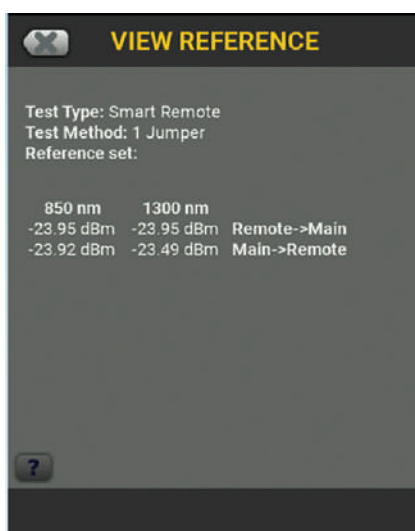 VIEW REFERENCE
Test Type: Smart Remote
Test Method: 1 Jumper
Reference set:
850 nm 1300 nm
-23.95 dBm -23.95 dBm Remote->Main
-23.92 dBm -23.49 dBm Main->Remote
?